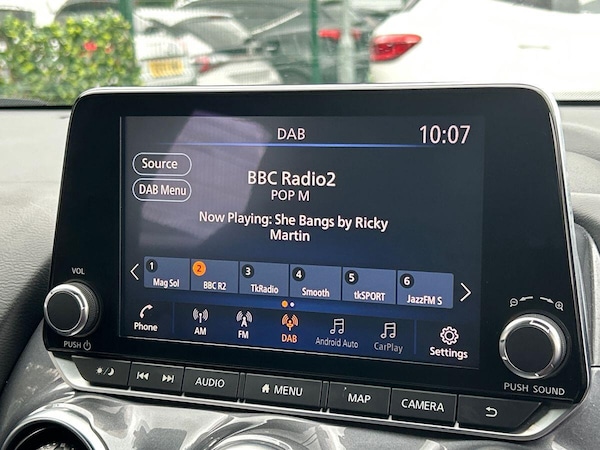 DAB
10:07
Source
DAB Menu
BBC Radio2
POP M
Now Playing: She Bangs by Ricky
Martin
1
Mag Sol
2
BBC R2
3
TkRadio
4
Smooth
5
tkSPORT
6
JazzFM S
Phone
AM
FM
DAB
Android Auto
CarPlay
Settings
VOL
PUSH
PUSH SOUND
AUDIO
MENU
MAP
CAMERA